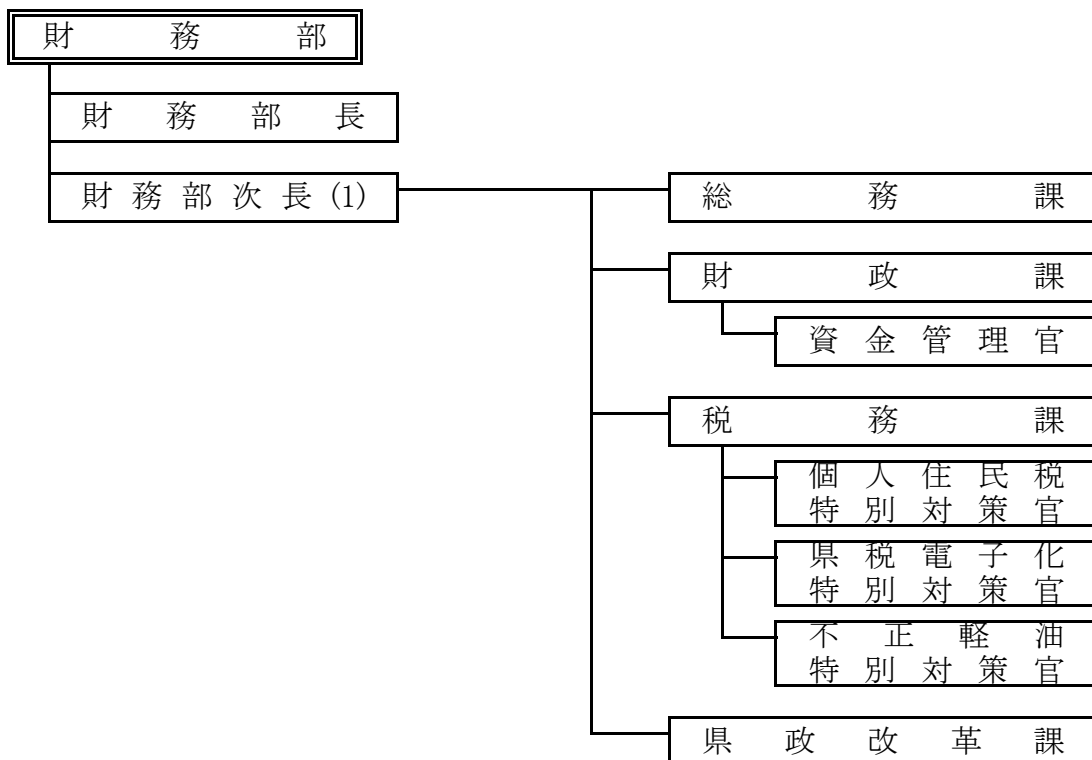 財務部
財務部長
財務部次長(1)
総務課
財政課
資金管理官
税務課
個人住民税
特別対策官
県税電子化
特別対策官
不正軽油
特別対策官
県政改革課